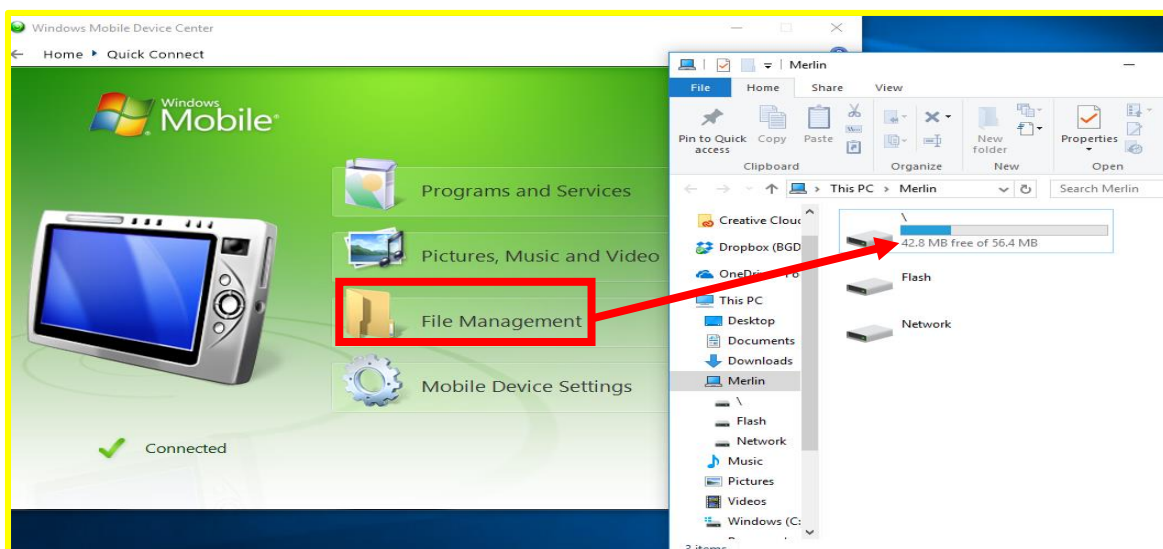 Windows Mobile Device Center
Home Quick Connect
Windows
Mobile
Programs and Services
Pictures, Music and Video
File Management
Mobile Device Settings
Connected
Merlin
File Home Share View
Pin to Quick access
Copy
Paste
New folder
Properties
Clipboard Organize New Open
This PC > Merlin
Search Merlin
Creative Clou
Dropbox (BGD
This PC
Desktop
Documents
Downloads
Merlin
\
Flash
Network
Music
Pictures
Videos
Windows (C:
\
42.8 MB free of 56.4 MB
Flash
Network